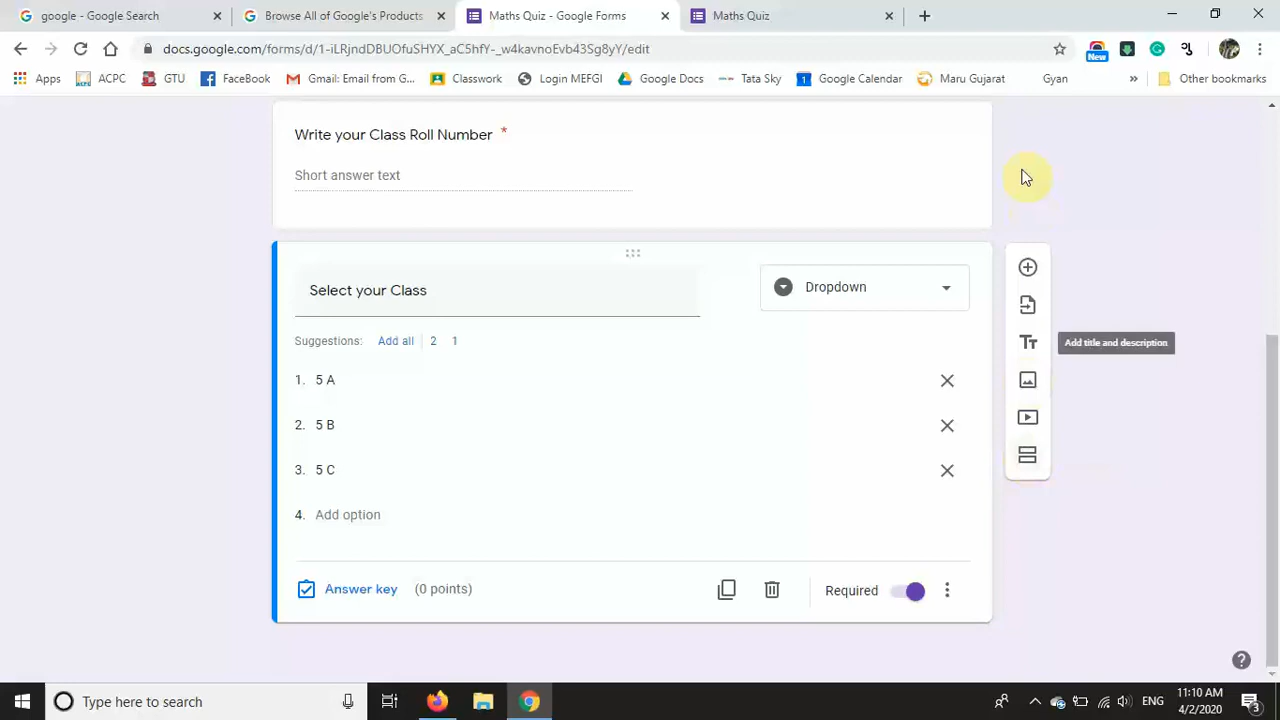 google - Google Search
Browse All of Google's Products
Maths Quiz - Google Forms
Maths Quiz
docs.google.com/forms/d/1-iLRjndDBUOfuSHYX_aC5hfY-_w4kavnoEvb43Sg8yY/edit
New
Apps
ACPC
GTU
FaceBook
Gmail: Email from G...
Classwork
Login MEFGI
Google Docs
Tata Sky
Google Calendar
Maru Gujarat
Gyan
Other bookmarks
Write your Class Roll Number *
Short answer text
Select your Class
Dropdown
Suggestions: Add all 2 1
Add title and description
1. 5 A
2. 5 B
3. 5 C
4. Add option
Answer key (0 points)
Required
Type here to search
ENG
11:10 AM
4/2/2020
3